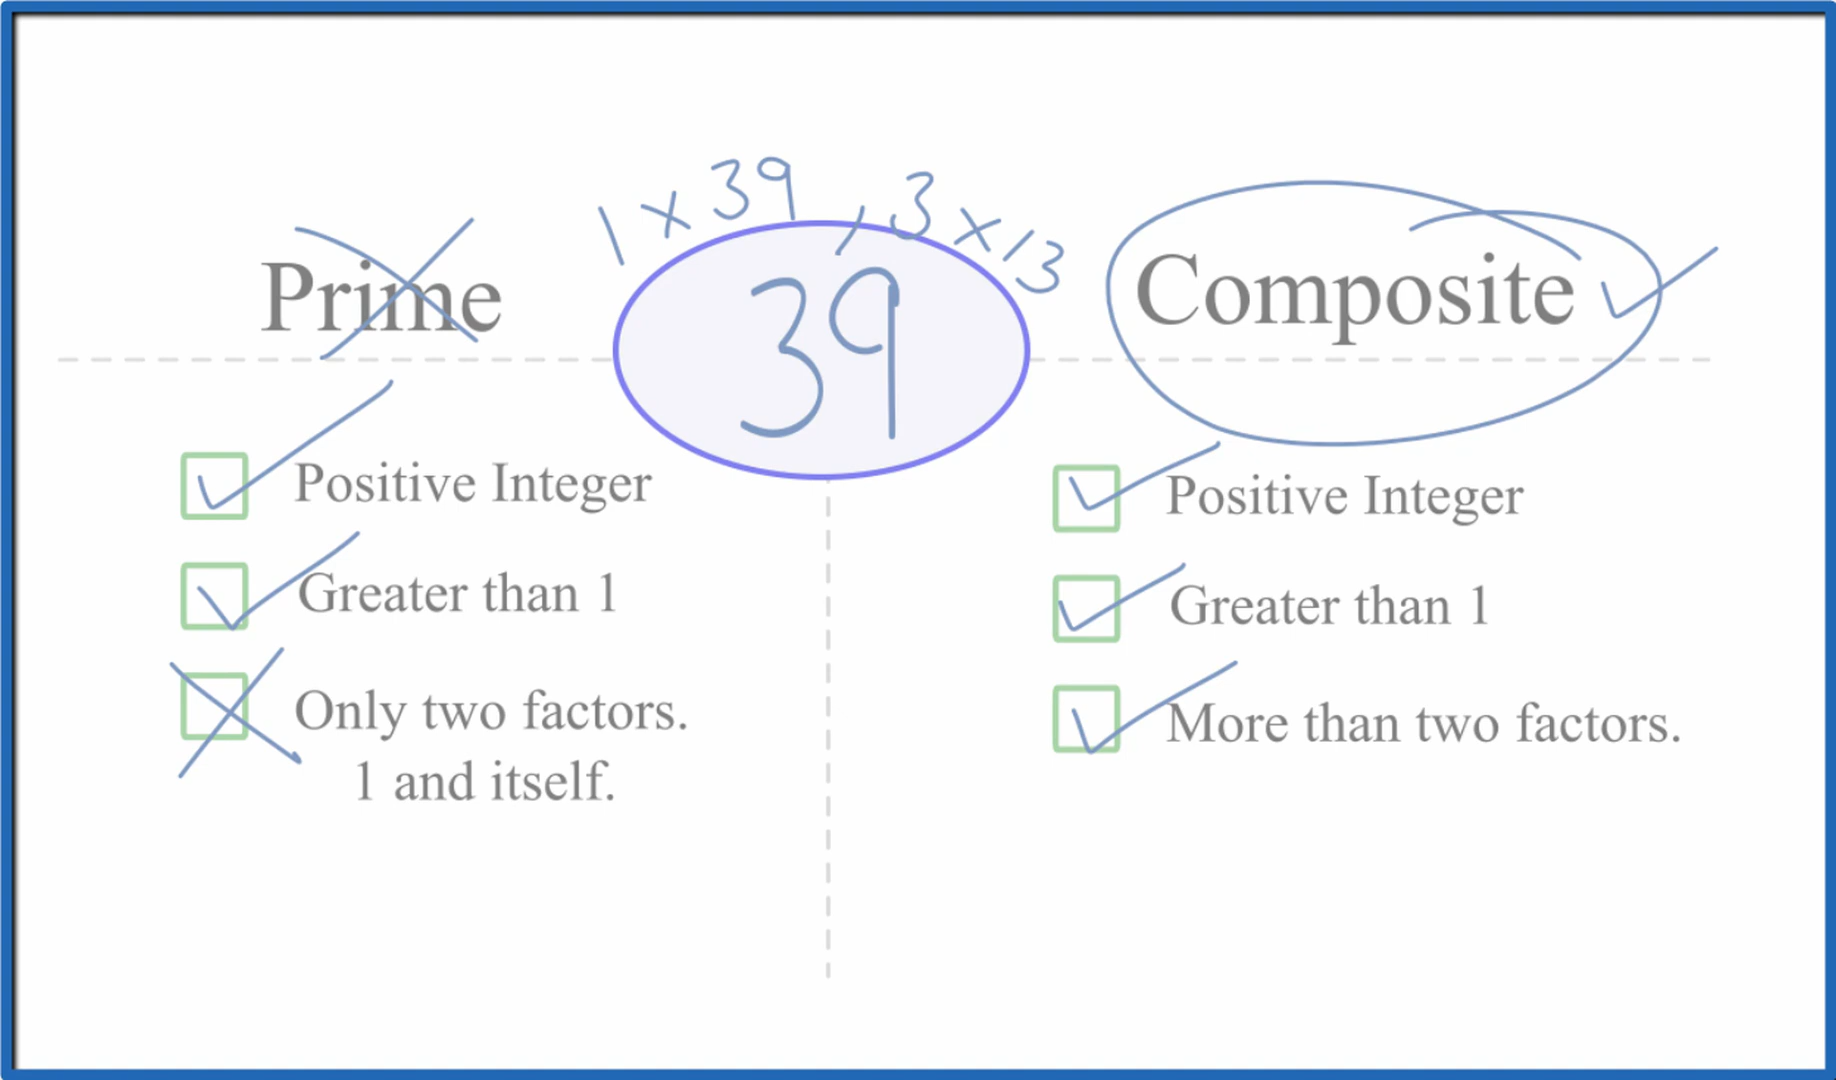 1 x 39 , 3 x 13
Prime
39
Composite
Positive Integer
Greater than 1
Only two factors.
1 and itself.
Positive Integer
Greater than 1
More than two factors.